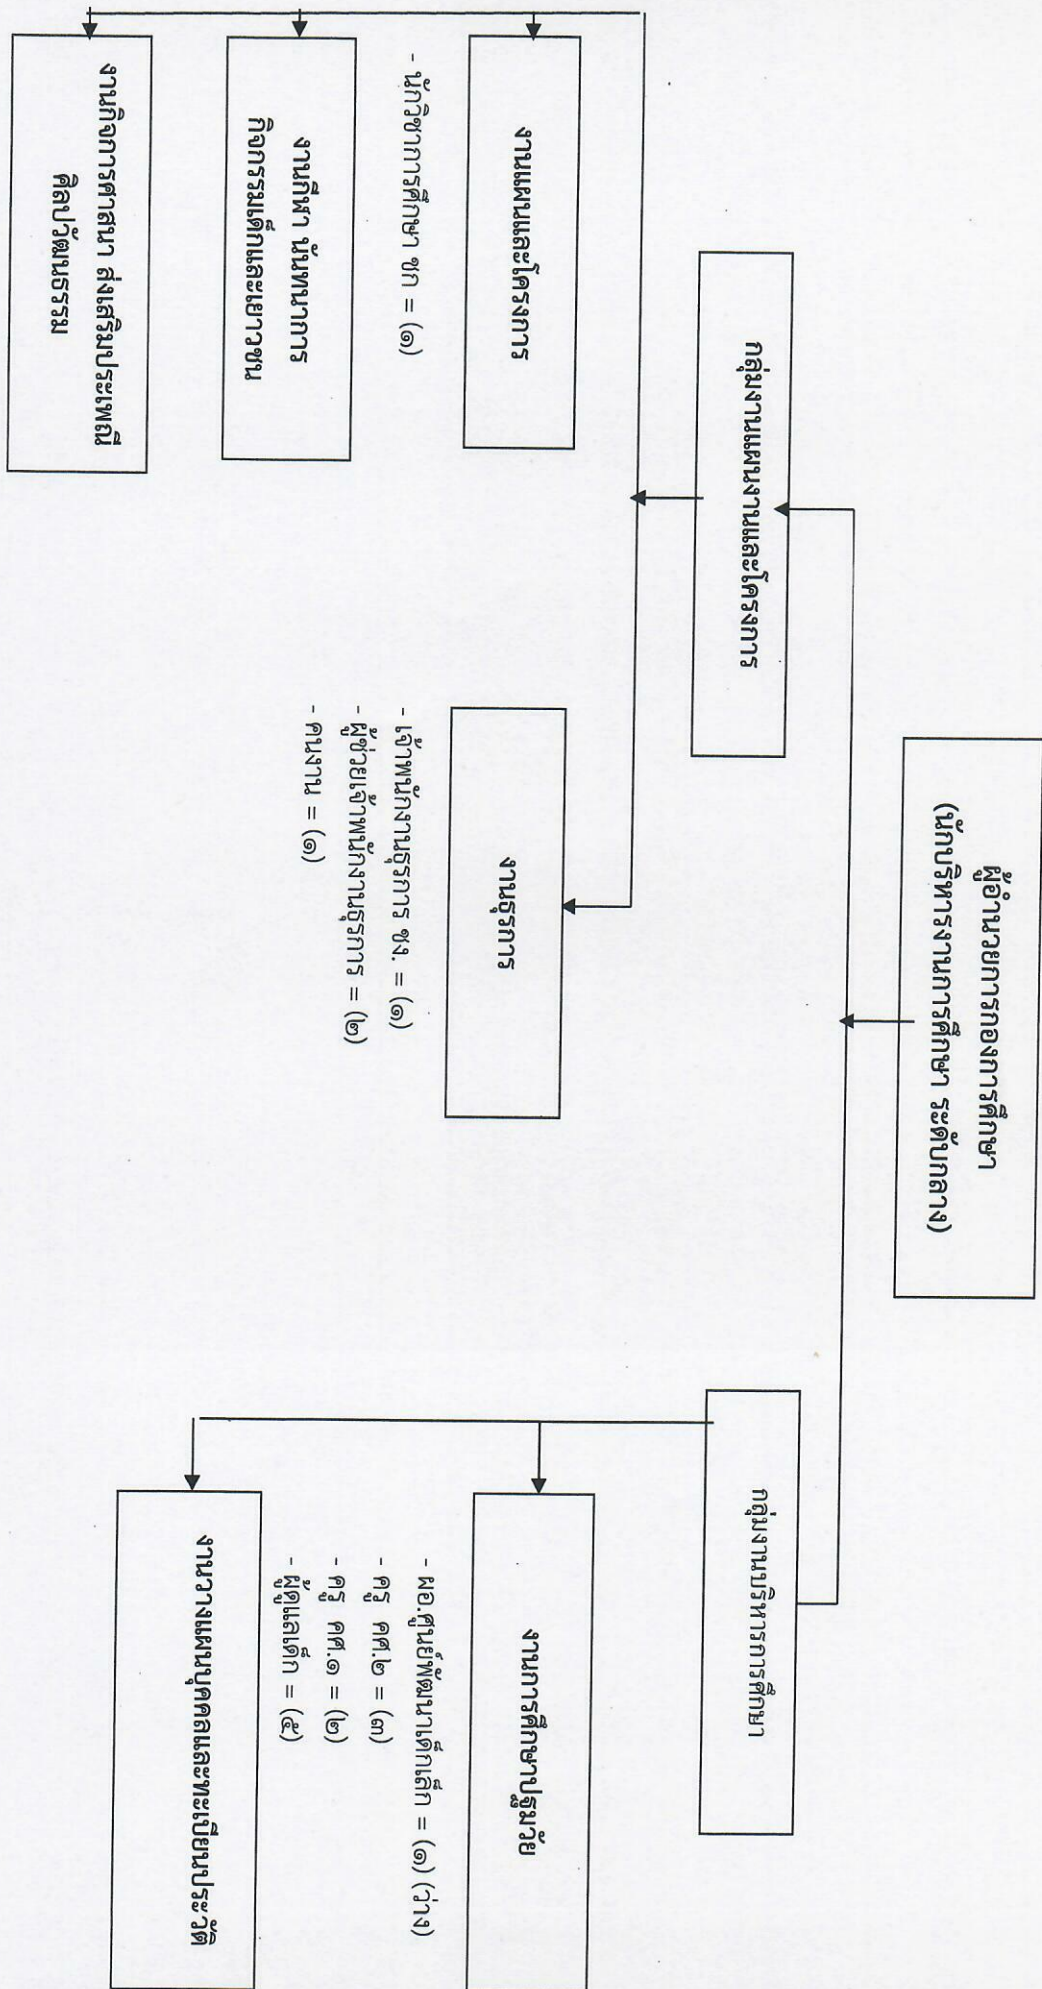 ผู้อำนวยการกองการศึกษา
(นักบริหารงานการศึกษา ระดับกลาง)
กลุ่มงานแผนงานและโครงการ
กลุ่มงานบริหารการศึกษา
งานแผนและโครงการ
- นักวิชาการศึกษา ชก = (๑)
งานกีฬา นันทนาการ
กิจกรรมเด็กและเยาวชน
งานกิจการศาสนา ส่งเสริมประเพณี
ศิลปวัฒนธรรม
งานธุรการ
- เจ้าพนักงานธุรการ ชง. = (๑)
- ผู้ช่วยเจ้าพนักงานธุรการ = (๒)
- คนงาน = (๑)
งานการศึกษาปฐมวัย
- ผอ.ศูนย์พัฒนาเด็กเล็ก = (๑) (ว่าง)
- ครู คศ.๒ = (๓)
- ครู คศ.๑ = (๒)
- ผู้ดูแลเด็ก = (๕)
งานวางแผนบุคคลและทะเบียนประวัติ